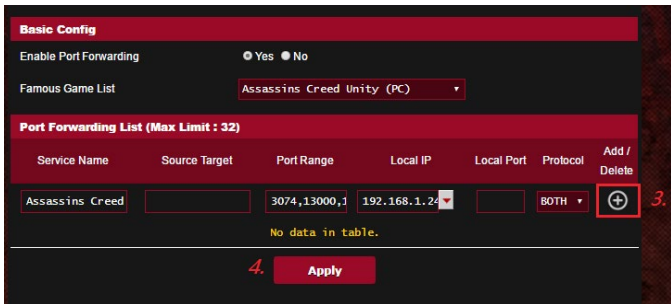 Basic Config
Enable Port Forwarding Yes No
Famous Game List Assassins Creed Unity (PC)
Port Forwarding List (Max Limit : 32)
Service Name Source Target Port Range Local IP Local Port Protocol Add / Delete
Assassins Creed 3074,13000,1 192.168.1.24 BOTH 3.
No data in table.
4. Apply